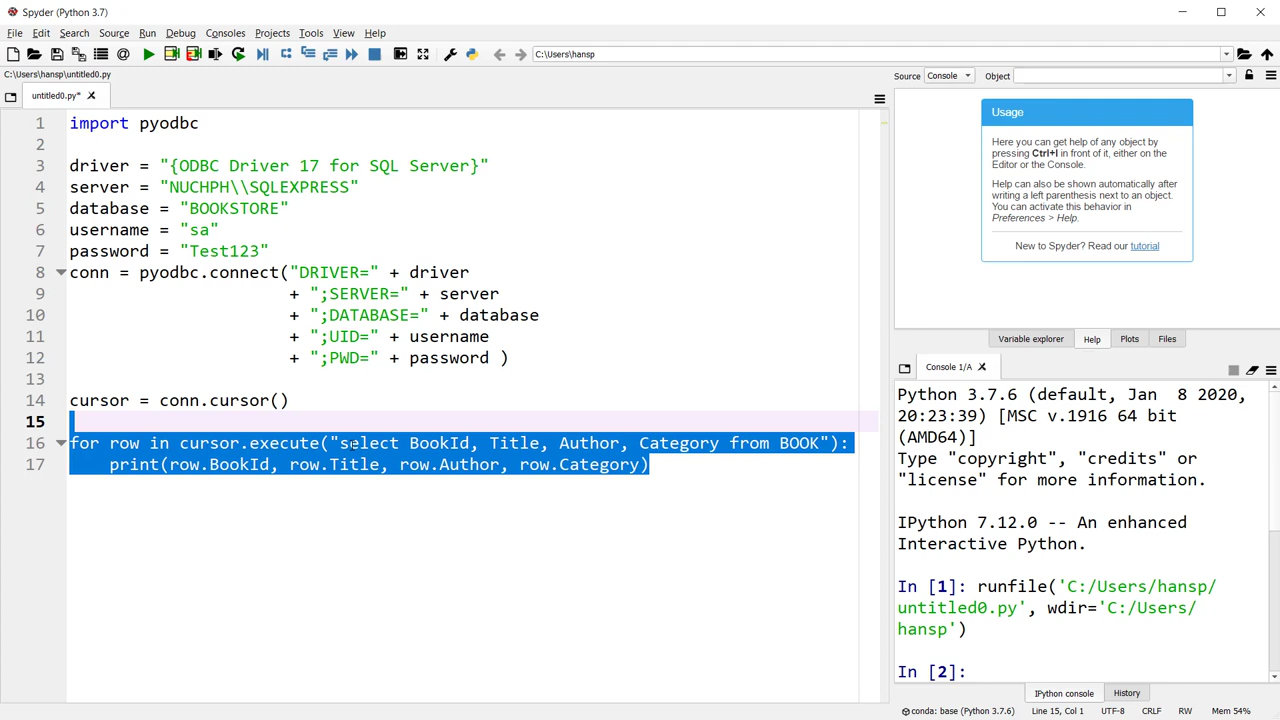 Spyder (Python 3.7)
File Edit Search Source Run Debug Consoles Projects Tools View Help
C:\Users\hansp
C:\Users\hansp\untitled0.py
untitled0.py*
1 import pyodbc
2
3 driver = "{ODBC Driver 17 for SQL Server}"
4 server = "NUCHPH\\SQLEXPRESS"
5 database = "BOOKSTORE"
6 username = "sa"
7 password = "Test123"
8 conn = pyodbc.connect("DRIVER=" + driver
9 + ";SERVER=" + server
10 + ";DATABASE=" + database
11 + ";UID=" + username
12 + ";PWD=" + password )
13
14 cursor = conn.cursor()
15
16 for row in cursor.execute("select BookId, Title, Author, Category from BOOK"):
17 print(row.BookId, row.Title, row.Author, row.Category)
Source Console Object
Usage
Here you can get help of any object by
pressing Ctrl+I in front of it, either on the
Editor or the Console.
Help can also be shown automatically after
writing a left parenthesis next to an object.
You can activate this behavior in
Preferences > Help.
New to Spyder? Read our tutorial
Variable explorer Help Plots Files
Console 1/A
Python 3.7.6 (default, Jan 8 2020,
20:23:39) [MSC v.1916 64 bit
(AMD64)]
Type "copyright", "credits" or
"license" for more information.
IPython 7.12.0 -- An enhanced
Interactive Python.
In [1]: runfile('C:/Users/hansp/
untitled0.py', wdir='C:/Users/
hansp')
In [2]:
IPython console History
conda: base (Python 3.7.6) Line 15, Col 1 UTF-8 CRLF RW Mem 54%